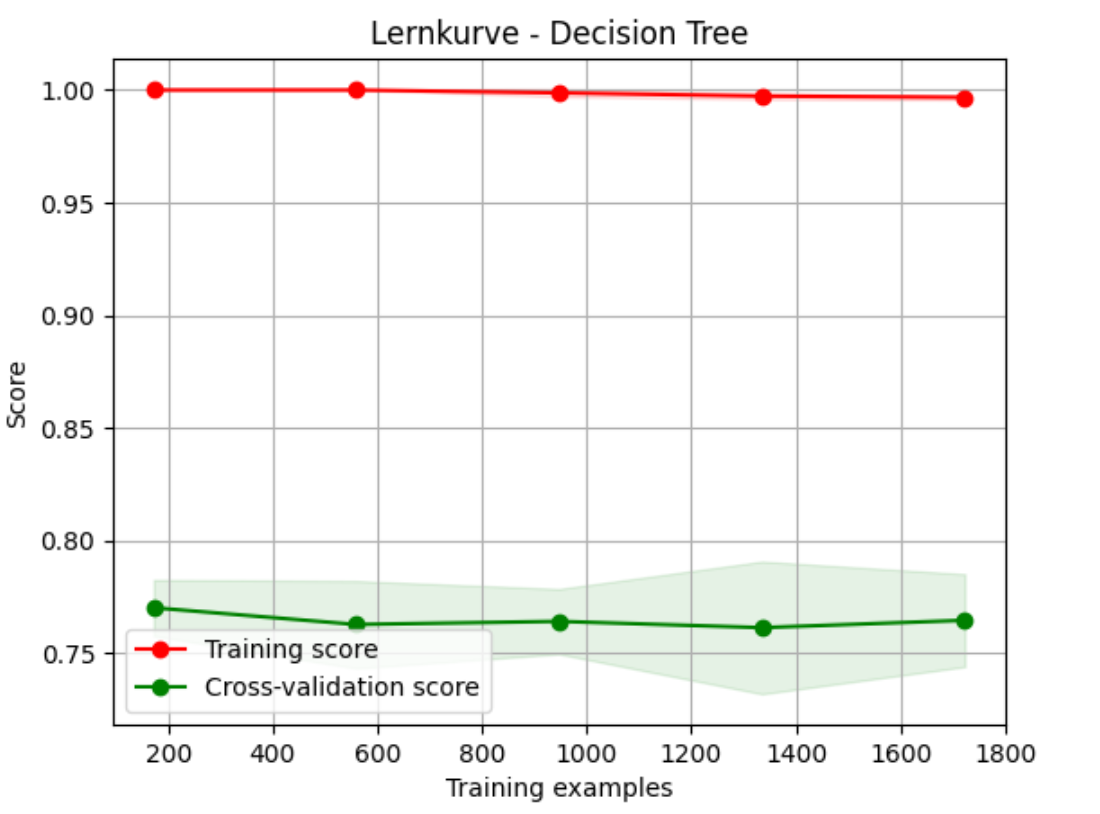 Lernkurve - Decision Tree
1.00
0.95
0.90
0.85
0.80
0.75
Score
Training score
Cross-validation score
200 400 600 800 1000 1200 1400 1600 1800
Training examples